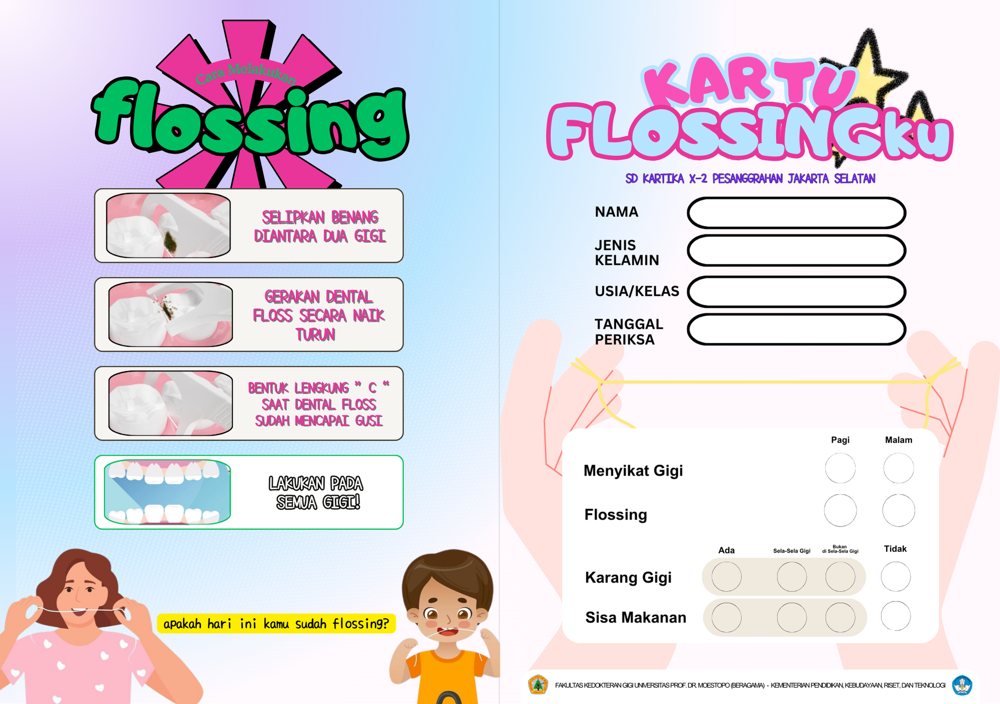 Cara Melakukan
flossing
SELIPKAN BENANG
DIANTARA DUA GIGI
GERAKAN DENTAL
FLOSS SECARA NAIK
TURUN
BENTUK LENGKUNG ” C “
SAAT DENTAL FLOSS
SUDAH MENCAPAI GUSI
LAKUKAN PADA
SEMUA GIGI!
apakah hari ini kamu sudah flossing?
KARTU
FLOSSINGku
SD KARTIKA X-2 PESANGGRAHAN JAKARTA SELATAN
NAMA
JENIS
KELAMIN
USIA/KELAS
TANGGAL
PERIKSA
Pagi Malam
Menyikat Gigi
Flossing
Ada Sela-Sela Gigi Bukan
di Sela-Sela Gigi Tidak
Karang Gigi
Sisa Makanan
FAKULTAS KEDOKTERAN GIGI UNIVERSITAS PROF. DR. MOESTOPO (BERAGAMA) - KEMENTERIAN PENDIDIKAN, KEBUDAYAAN, RISET, DAN TEKNOLOGI